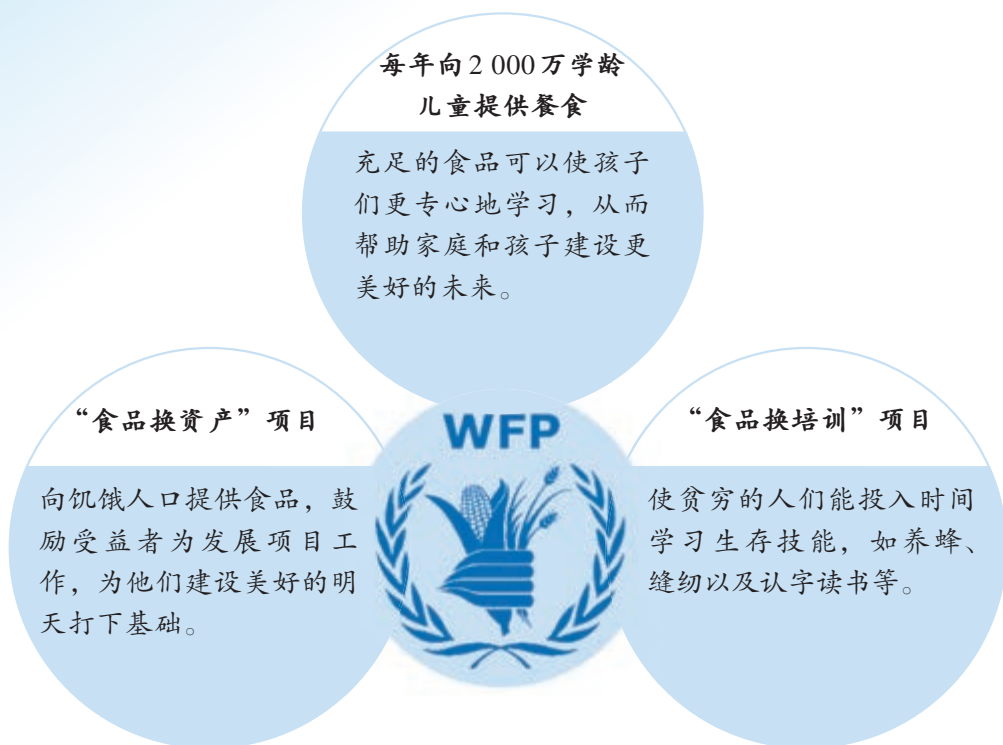 每年向2 000万学龄
儿童提供餐食
充足的食品可以使孩子
们更专心地学习，从而
帮助家庭和孩子建设更
美好的未来。
“食品换资产”项目
向饥饿人口提供食品，鼓
励受益者为发展项目工
作，为他们建设美好的明
天打下基础。
WFP
“食品换培训”项目
使贫穷的人们能投入时间
学习生存技能，如养蜂、
缝纫以及认字读书等。